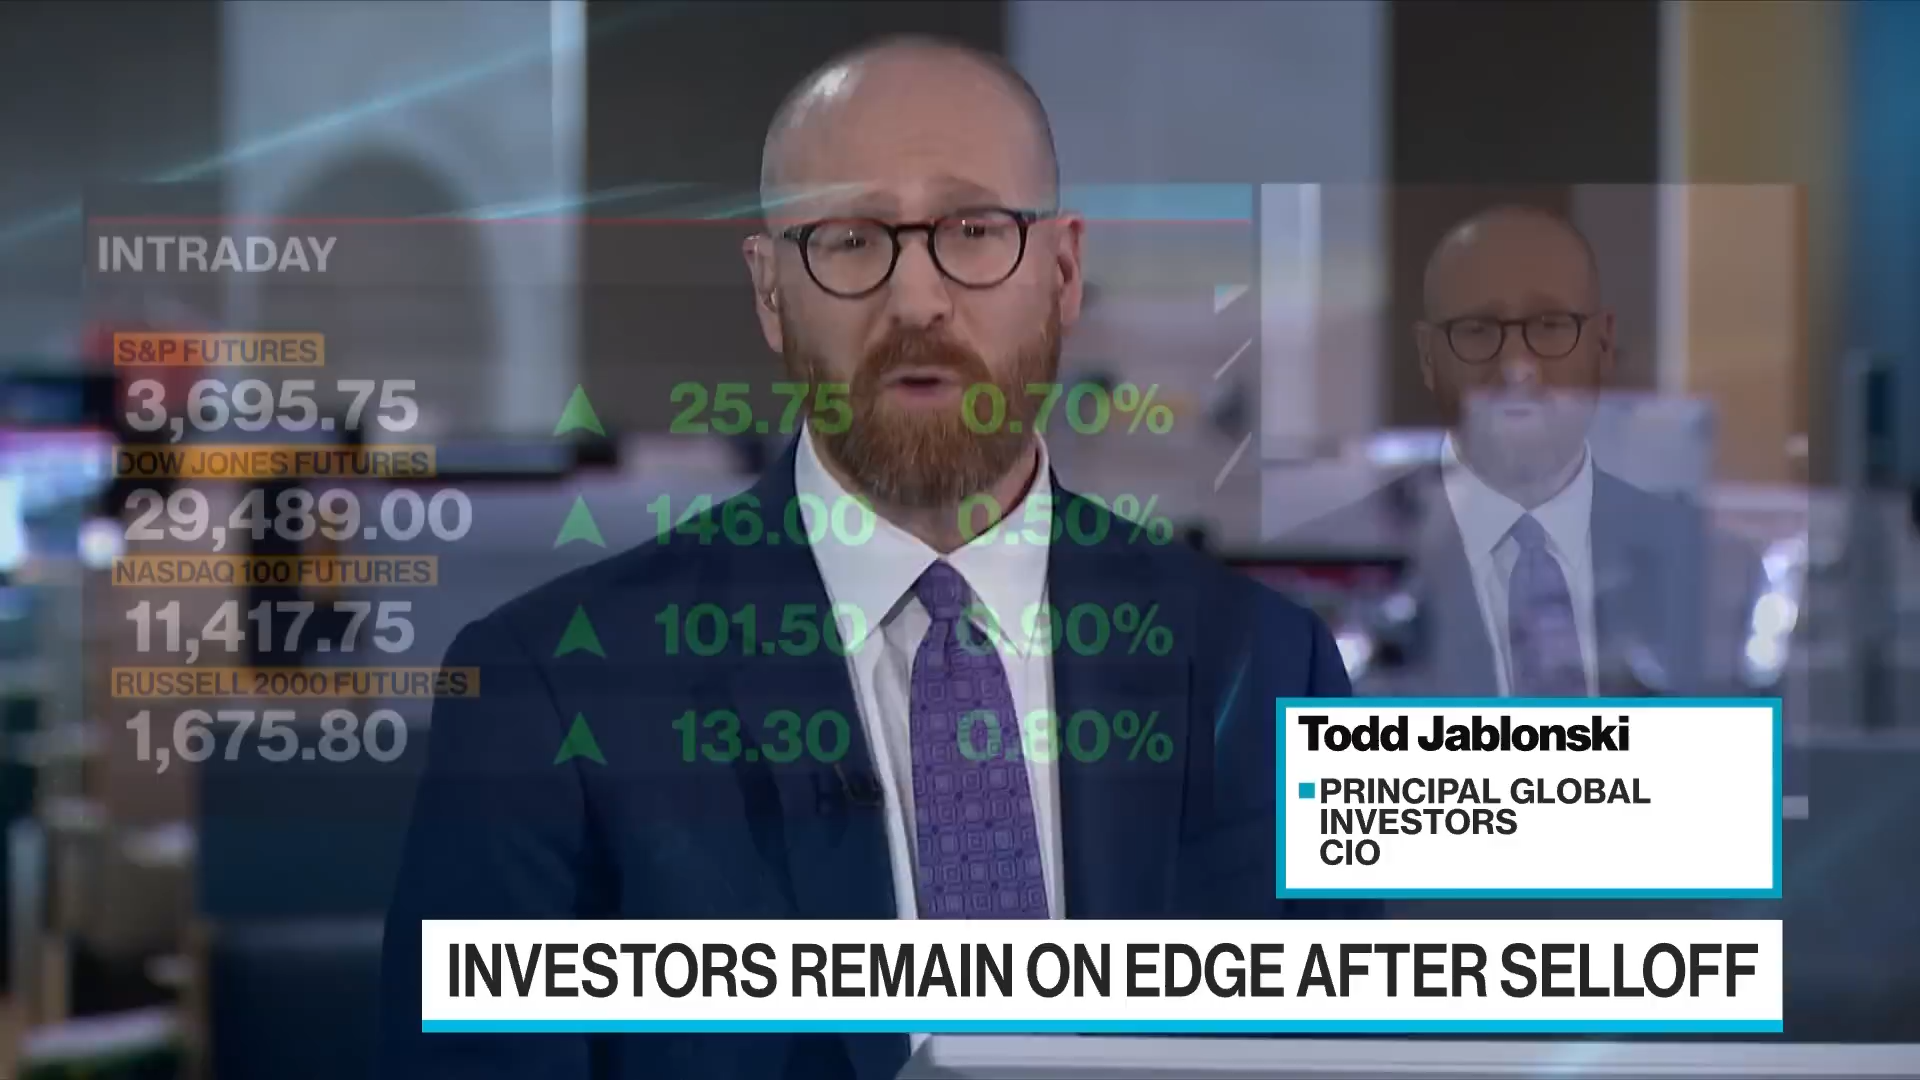 INTRADAY
S&P FUTURES
3,695.75 ▲ 25.75 0.70%
DOW JONES FUTURES
29,489.00 ▲ 146.00 0.50%
NASDAQ 100 FUTURES
11,417.75 ▲ 101.50 0.90%
RUSSELL 2000 FUTURES
1,675.80 ▲ 13.30 0.80%
Todd Jablonski
PRINCIPAL GLOBAL
INVESTORS
CIO
INVESTORS REMAIN ON EDGE AFTER SELLOFF